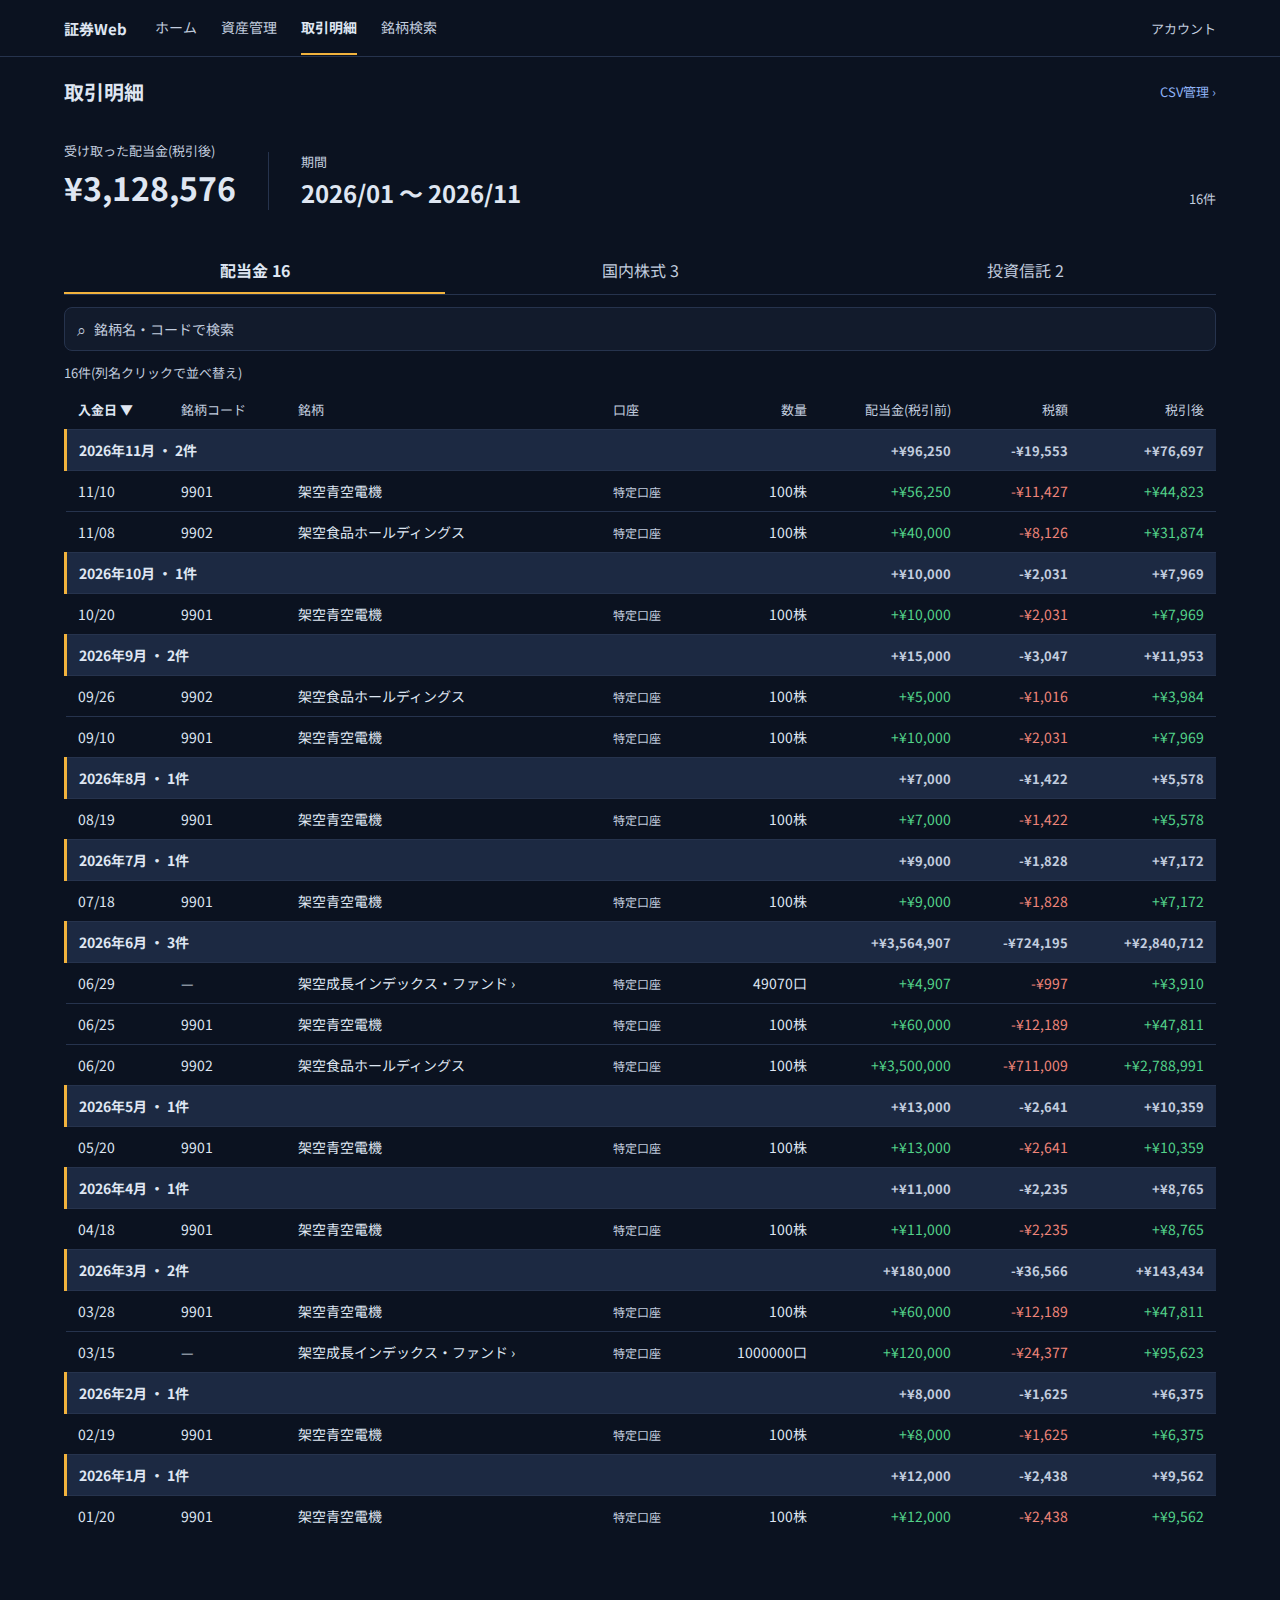 証券Web ホーム 資産管理 取引明細 銘柄検索 アカウント
取引明細 CSV管理 ›
受け取った配当金(税引後)
¥3,128,576
期間
2026/01 〜 2026/11
16件
配当金 16 国内株式 3 投資信託 2
銘柄名・コードで検索
16件(列名クリックで並べ替え)
入金日 ▼ 銘柄コード 銘柄 口座 数量 配当金(税引前) 税額 税引後
2026年11月 ・ 2件 +¥96,250 -¥19,553 +¥76,697
11/10 9901 架空青空電機 特定口座 100株 +¥56,250 -¥11,427 +¥44,823
11/08 9902 架空食品ホールディングス 特定口座 100株 +¥40,000 -¥8,126 +¥31,874
2026年10月 ・ 1件 +¥10,000 -¥2,031 +¥7,969
10/20 9901 架空青空電機 特定口座 100株 +¥10,000 -¥2,031 +¥7,969
2026年9月 ・ 2件 +¥15,000 -¥3,047 +¥11,953
09/26 9902 架空食品ホールディングス 特定口座 100株 +¥5,000 -¥1,016 +¥3,984
09/10 9901 架空青空電機 特定口座 100株 +¥10,000 -¥2,031 +¥7,969
2026年8月 ・ 1件 +¥7,000 -¥1,422 +¥5,578
08/19 9901 架空青空電機 特定口座 100株 +¥7,000 -¥1,422 +¥5,578
2026年7月 ・ 1件 +¥9,000 -¥1,828 +¥7,172
07/18 9901 架空青空電機 特定口座 100株 +¥9,000 -¥1,828 +¥7,172
2026年6月 ・ 3件 +¥3,564,907 -¥724,195 +¥2,840,712
06/29 — 架空成長インデックス・ファンド › 特定口座 49070口 +¥4,907 -¥997 +¥3,910
06/25 9901 架空青空電機 特定口座 100株 +¥60,000 -¥12,189 +¥47,811
06/20 9902 架空食品ホールディングス 特定口座 100株 +¥3,500,000 -¥711,009 +¥2,788,991
2026年5月 ・ 1件 +¥13,000 -¥2,641 +¥10,359
05/20 9901 架空青空電機 特定口座 100株 +¥13,000 -¥2,641 +¥10,359
2026年4月 ・ 1件 +¥11,000 -¥2,235 +¥8,765
04/18 9901 架空青空電機 特定口座 100株 +¥11,000 -¥2,235 +¥8,765
2026年3月 ・ 2件 +¥180,000 -¥36,566 +¥143,434
03/28 9901 架空青空電機 特定口座 100株 +¥60,000 -¥12,189 +¥47,811
03/15 — 架空成長インデックス・ファンド › 特定口座 1000000口 +¥120,000 -¥24,377 +¥95,623
2026年2月 ・ 1件 +¥8,000 -¥1,625 +¥6,375
02/19 9901 架空青空電機 特定口座 100株 +¥8,000 -¥1,625 +¥6,375
2026年1月 ・ 1件 +¥12,000 -¥2,438 +¥9,562
01/20 9901 架空青空電機 特定口座 100株 +¥12,000 -¥2,438 +¥9,562